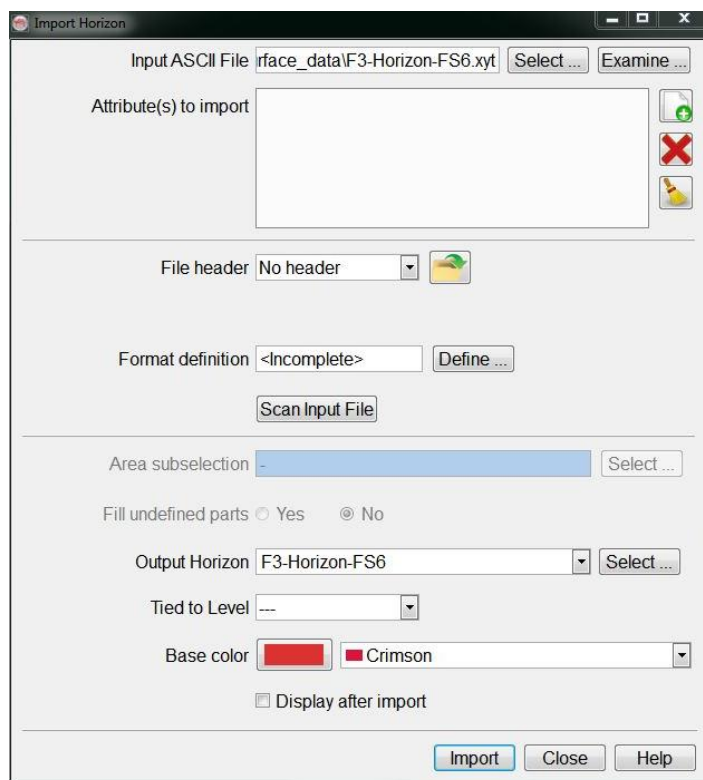 Import Horizon
Input ASCII File rface_data\F3-Horizon-FS6.xyt Select ... Examine ...
Attribute(s) to import
File header No header
Format definition <Incomplete> Define ...
Scan Input File
Area subselection - Select ...
Fill undefined parts Yes No
Output Horizon F3-Horizon-FS6 Select ...
Tied to Level ---
Base color Crimson
Display after import
Import Close Help